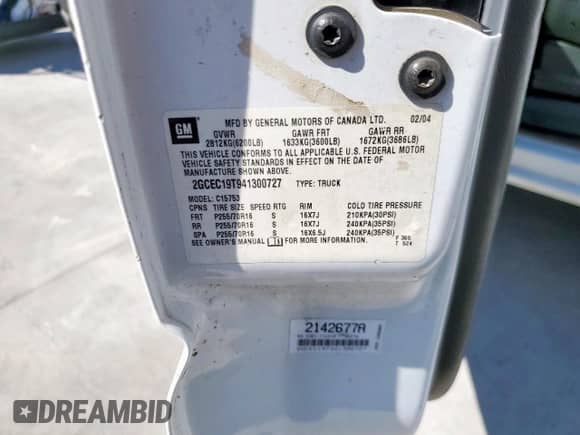 GM
MFD BY GENERAL MOTORS OF CANADA LTD. 02/04
GVWR GAWR FRT GAWR RR
2812KG(6200LB) 1633KG(3600LB) 1672KG(3686LB)
THIS VEHICLE CONFORMS TO ALL APPLICABLE U.S. FEDERAL MOTOR
VEHICLE SAFETY STANDARDS IN EFFECT ON THE DATE OF
MANUFACTURE SHOWN ABOVE.
2GCEC19T941300727 TYPE: TRUCK
MODEL: C15753
CPNS TIRE SIZE SPEED RTG RIM COLD TIRE PRESSURE
FRT P255/70R16 S 16X7J 210KPA(30PSI)
RR P255/70R16 S 16X7J 240KPA(35PSI)
SPA P255/70R16 S 16X6.5J 240KPA(35PSI)
SEE OWNER'S MANUAL FOR MORE INFORMATION.
T 524
2142677A
DREAMBID